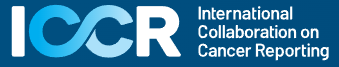 ICCR
International
Collaboration on
Cancer Reporting